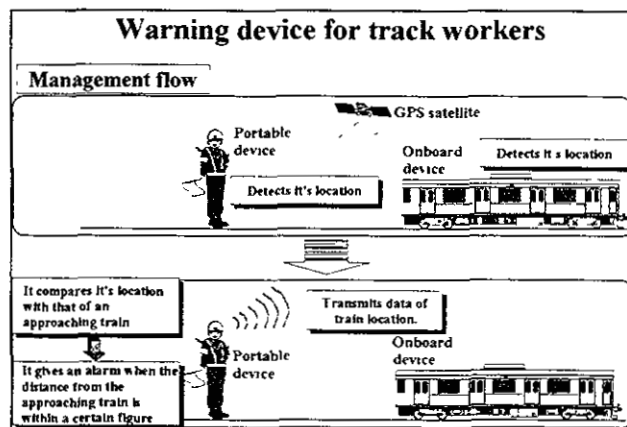 Warning device for track workers
Management flow
GPS satellite
Portable
device
Onboard
device
Detects it s location
Detects it's location
It compares it's location
with that of an
approaching train
It gives an alarm when the
distance from the
approaching train is
within a certain figure
Transmits data of
train location.
Portable
device
Onboard
device